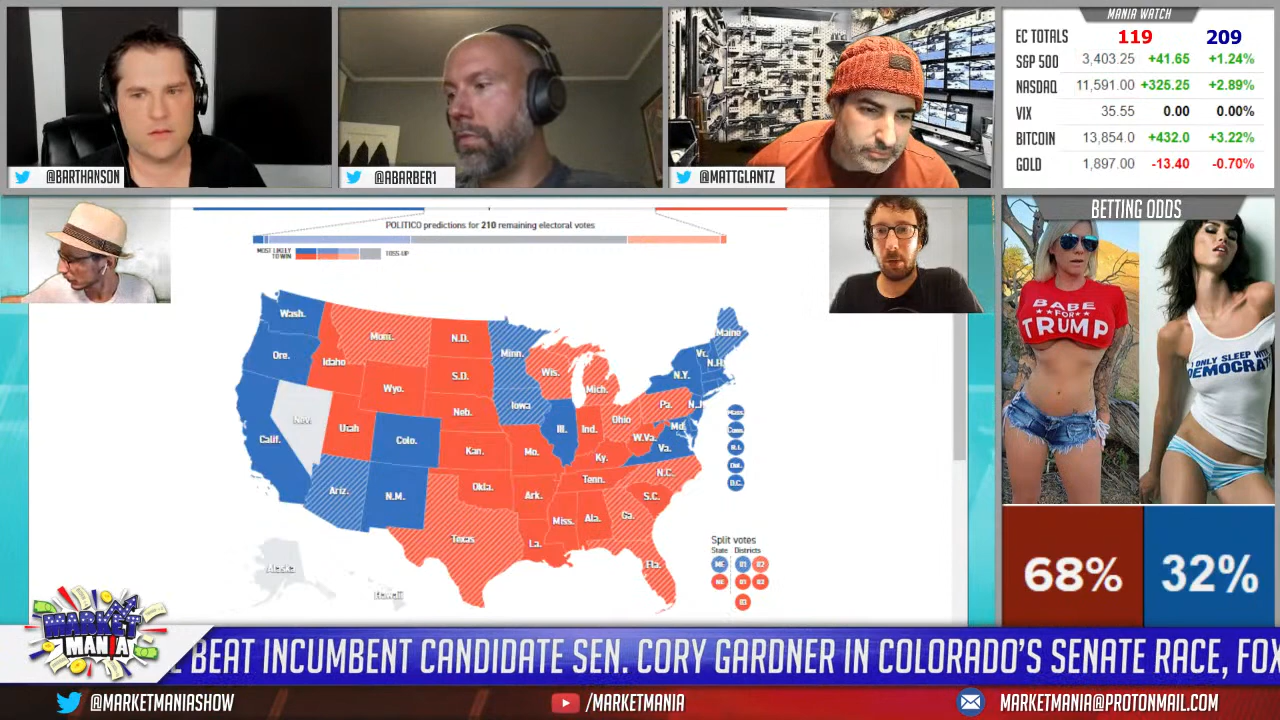 @BARTHANSON
@ABARBER1
@MATTGLANTZ
MANIA WATCH
EC TOTALS 119 209
S&P 500 3,403.25 +41.65 +1.24%
NASDAQ 11,591.00 +325.25 +2.89%
VIX 35.55 0.00 0.00%
BITCOIN 13,854.0 +432.0 +3.22%
GOLD 1,897.00 -13.40 -0.70%
POLITICO predictions for 210 remaining electoral votes
MOST LIKELY
TO WIN
TOSS-UP
Wash.
Ore.
Calif.
Nev.
Idaho
Mont.
Wyo.
Utah
Ariz.
Colo.
N.M.
N.D.
S.D.
Neb.
Kan.
Okla.
Texas
Minn.
Iowa
Mo.
Ark.
La.
Wis.
Ill.
Mich.
Ind.
Ohio
Ky.
Tenn.
Miss.
Ala.
Ga.
Fla.
S.C.
N.C.
Va.
W.Va.
Pa.
N.Y.
Vt.
N.H.
Maine
N.J.
Md.
Mass.
Conn.
R.I.
Del.
D.C.
Alaska
Hawaii
Split votes
State Districts
ME 01 02
NE 01 02
03
BETTING ODDS
BABE
FOR
TRUMP
I ONLY SLEEP WITH
DEMOCRAT
68% 32%
MARKET
MANIA
BEAT INCUMBENT CANDIDATE SEN. CORY GARDNER IN COLORADO'S SENATE RACE, FOX
@MARKETMANIASHOW
/MARKETMANIA
MARKETMANIA@PROTONMAIL.COM